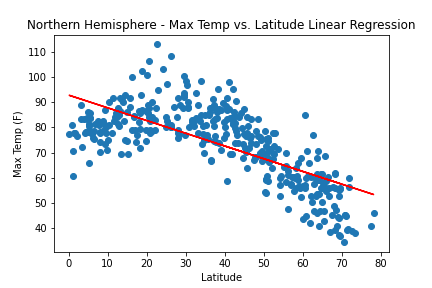 Northern Hemisphere - Max Temp vs. Latitude Linear Regression
Max Temp (F)
110
100
90
80
70
60
50
40
0 10 20 30 40 50 60 70 80
Latitude